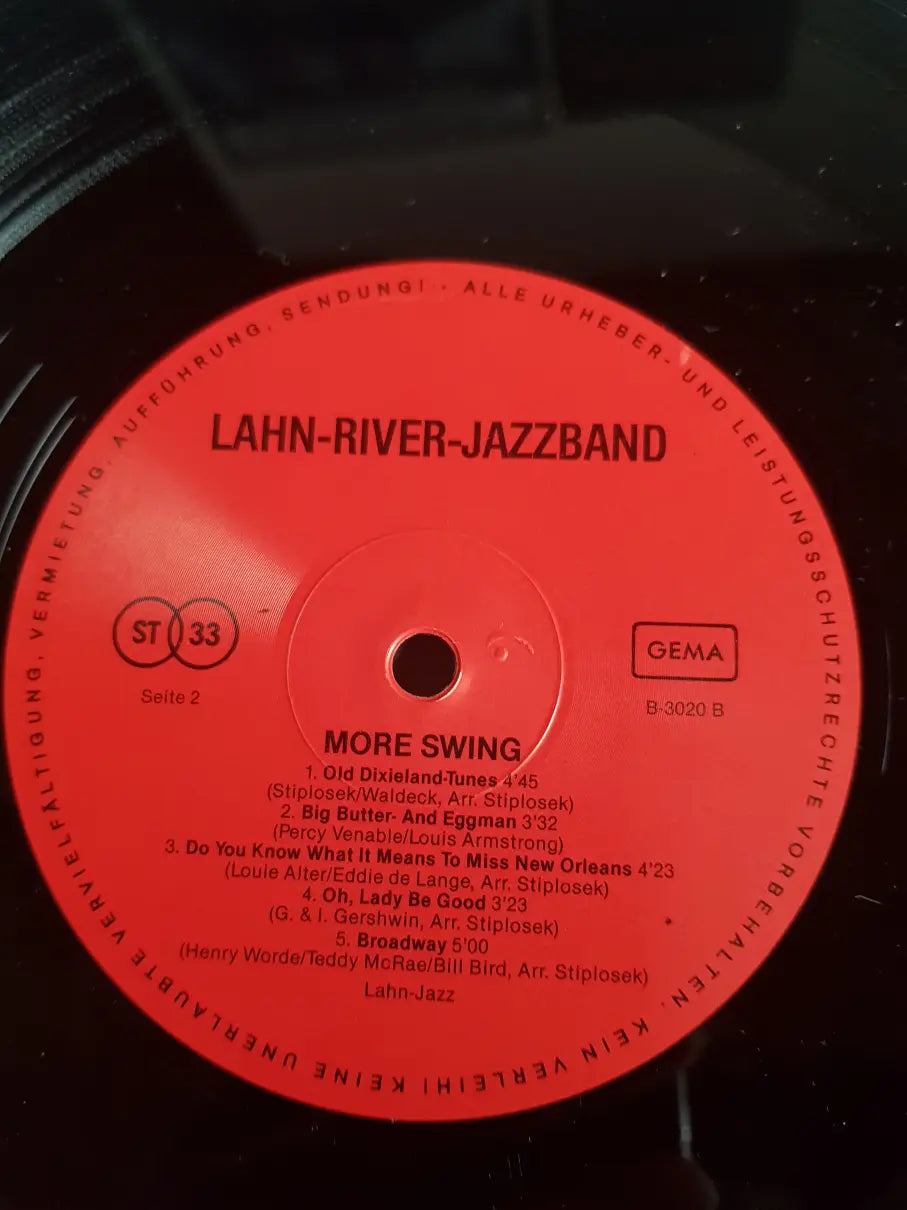 ALLE URHEBER- UND LEISTUNGSSCHUTZRECHTE VORBEHALTEN. KEIN VERLEIH! KEINE UNERLAUBTE VERVIELFÄLTIGUNG, VERMIETUNG, AUFFÜHRUNG, SENDUNG! ·
LAHN-RIVER-JAZZBAND
ST 33
GEMA
Seite 2
B-3020 B
MORE SWING
1. Old Dixieland-Tunes 4'45
(Stiplosek/Waldeck, Arr. Stiplosek)
2. Big Butter- And Eggman 3'32
(Percy Venable/Louis Armstrong)
3. Do You Know What It Means To Miss New Orleans 4'23
(Louie Alter/Eddie de Lange, Arr. Stiplosek)
4. Oh, Lady Be Good 3'23
(G. & I. Gershwin, Arr. Stiplosek)
5. Broadway 5'00
(Henry Worde/Teddy McRae/Bill Bird, Arr. Stiplosek)
Lahn-Jazz